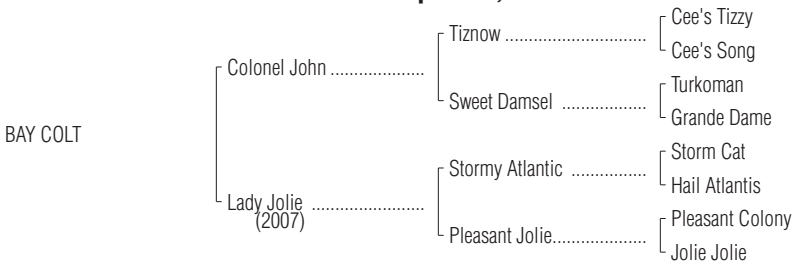 Cee's Tizzy
Tiznow ..............................
Cee's Song
Colonel John ....................
Turkoman
Sweet Damsel ..................
Grande Dame
BAY COLT
Storm Cat
Stormy Atlantic ................
Hail Atlantis
Lady Jolie ........................
(2007)
Pleasant Colony
Pleasant Jolie....................
Jolie Jolie